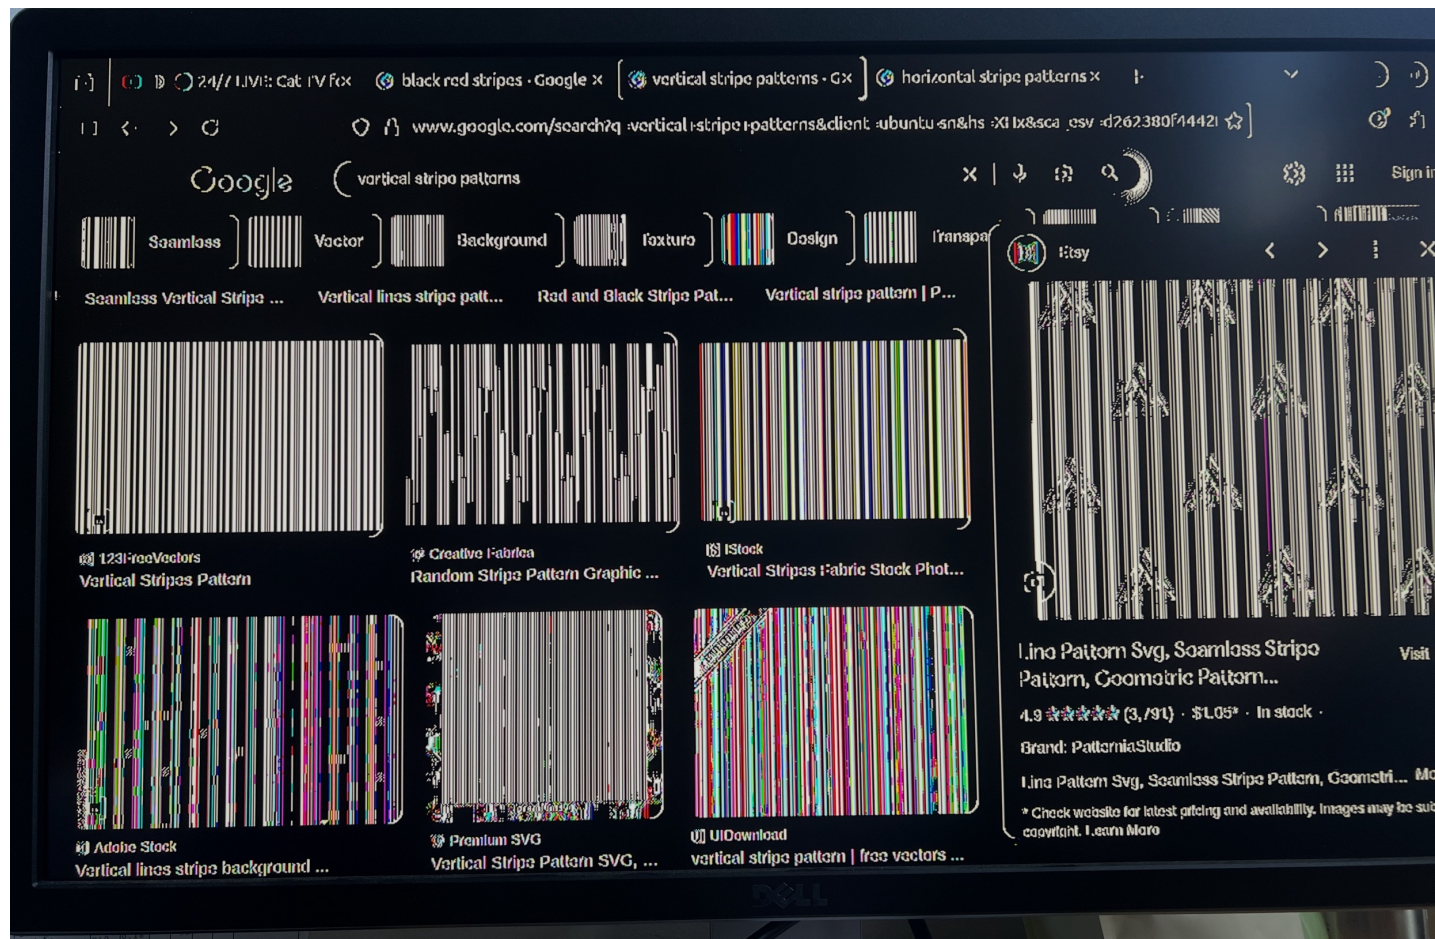 24/7 LIVE: Cat TV for
black red stripes - Google
vertical stripe patterns - G
horizontal stripe patterns
www.google.com/search?q=vertical+stripe+patterns&client=ubuntu-sn&hs=
Google
vertical stripe patterns
Sign in
Seamless
Vector
Background
Texture
Design
Transpa
Seamless Vertical Stripe ...
Vertical lines stripe patt...
Red and Black Stripe Pat...
Vertical stripe pattern | P...
123FreeVectors
Vertical Stripes Pattern
Creative Fabrica
Random Stripe Pattern Graphic ...
iStock
Vertical Stripes Fabric Stock Phot...
Adobe Stock
Vertical lines stripe background ...
Premium SVG
Vertical Stripe Pattern SVG, ...
UIDownload
vertical stripe pattern | free vectors ...
Etsy
Line Pattern Svg, Seamless Stripe
Pattern, Geometric Pattern...
Visit
4.9 ★★★★★ (3,791) · $1.05* · In stock ·
Brand: PatterniaStudio
Line Pattern Svg, Seamless Stripe Pattern, Geometri... Mo
* Check website for latest pricing and availability. Images may be sub
copyright. Learn More
DELL